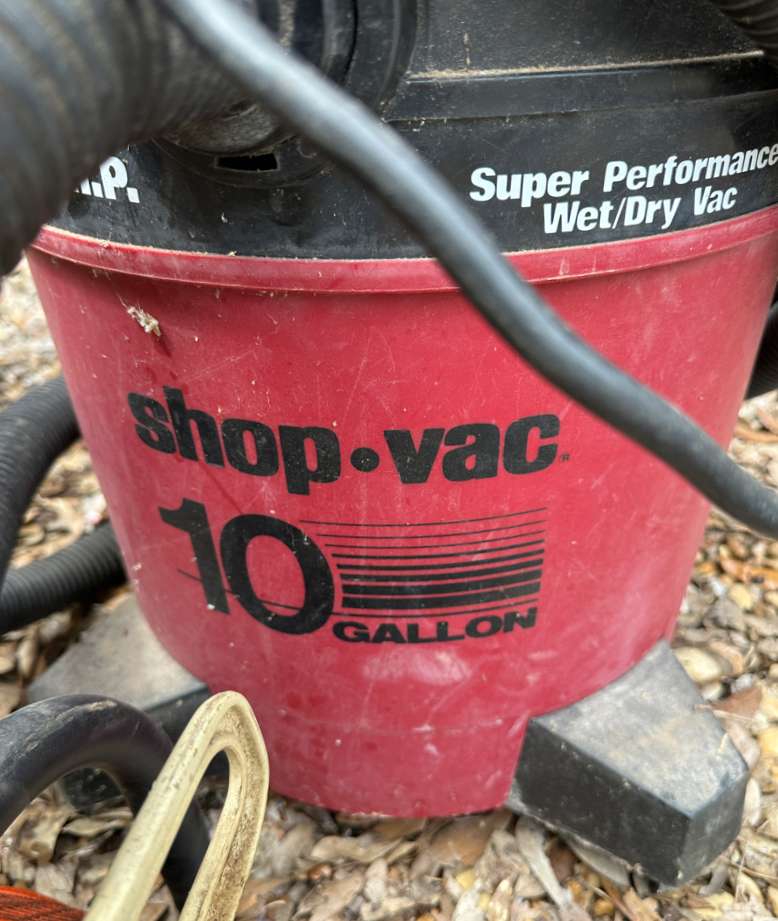 .P.
Super Performance
Wet/Dry Vac
shop•vac
10
GALLON